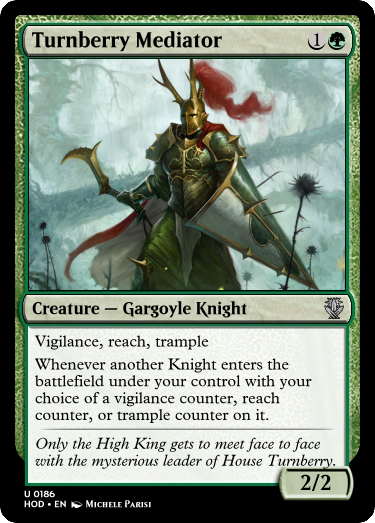 Turnberry Mediator 1
Creature — Gargoyle Knight
Vigilance, reach, trample
Whenever another Knight enters the
battlefield under your control with your
choice of a vigilance counter, reach
counter, or trample counter on it.
Only the High King gets to meet face to face
with the mysterious leader of House Turnberry.
2/2
U 0186
HOD • EN Michele Parisi